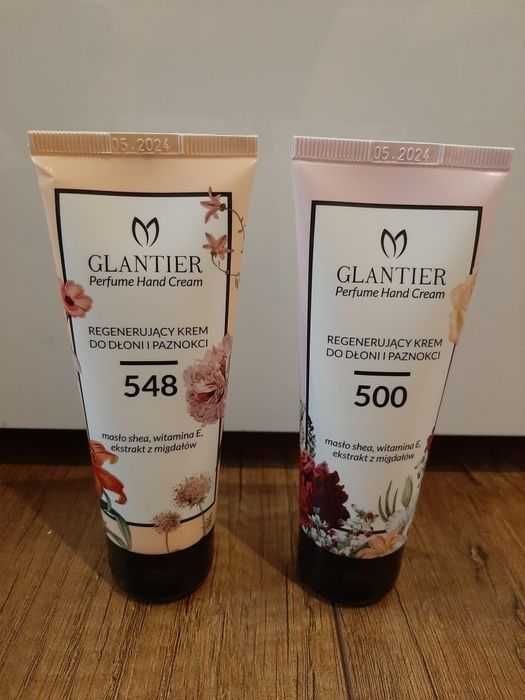 05.2024
GLANTIER
Perfume Hand Cream
REGENERUJĄCY KREM
DO DŁONI I PAZNOKCI
548
masło shea, witamina E,
ekstrakt z migdałów
05.2024
GLANTIER
Perfume Hand Cream
REGENERUJĄCY KREM
DO DŁONI I PAZNOKCI
500
masło shea, witamina E,
ekstrakt z migdałów